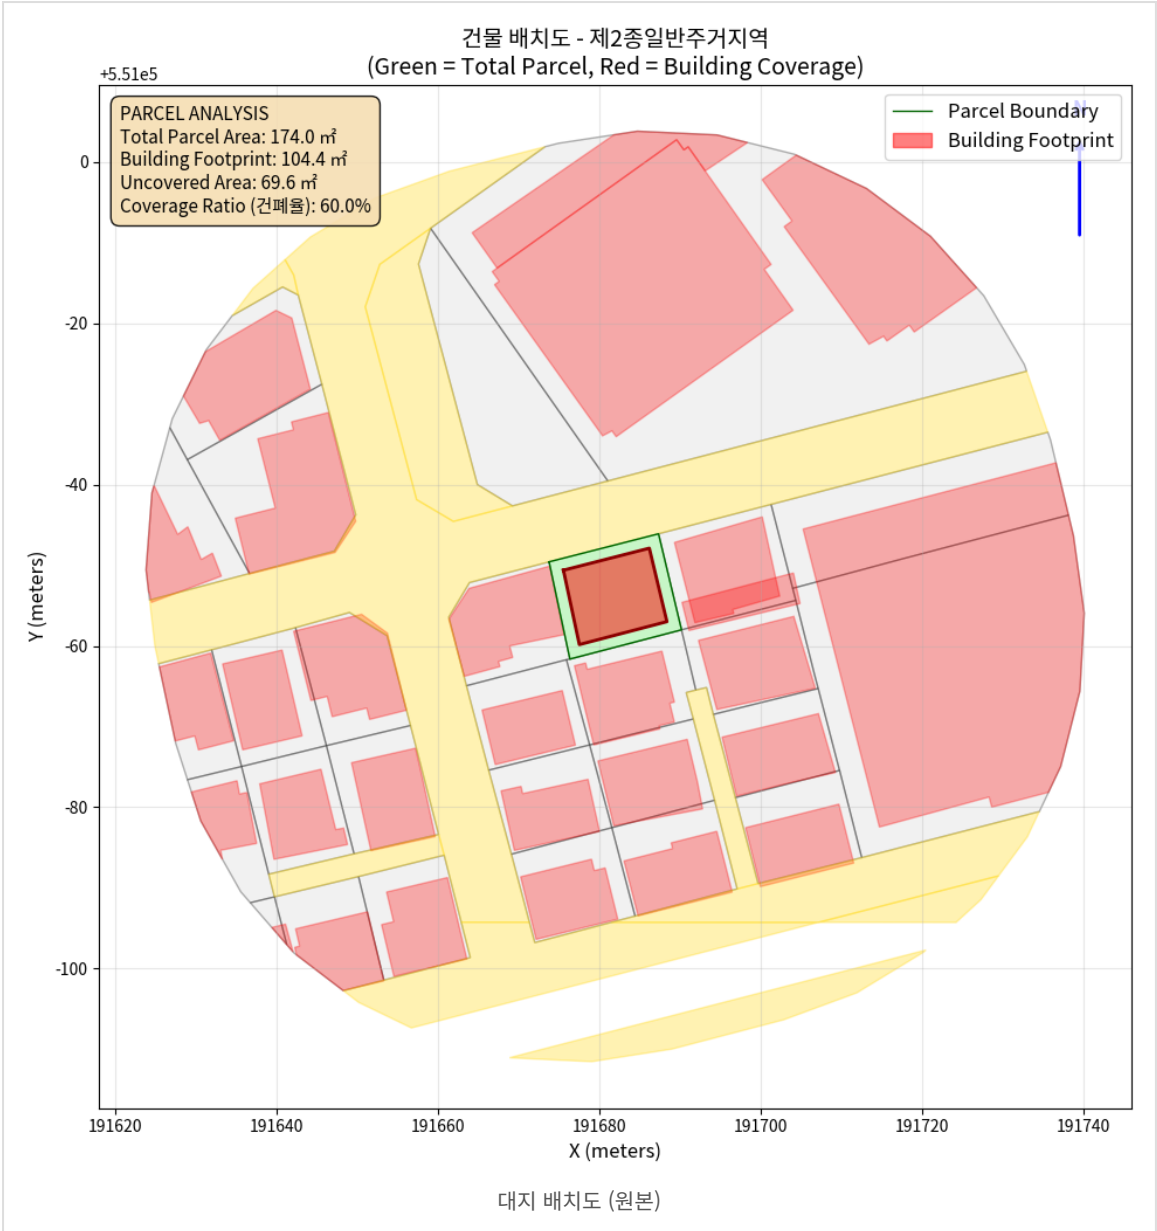 건물 배치도 - 제2종일반주거지역
(Green = Total Parcel, Red = Building Coverage)
+5.51e5
PARCEL ANALYSIS
Total Parcel Area: 174.0 ㎡
Building Footprint: 104.4 ㎡
Uncovered Area: 69.6 ㎡
Coverage Ratio (건폐율): 60.0%
Parcel Boundary
Building Footprint
N
0
-20
-40
-60
-80
-100
Y (meters)
191620
191640
191660
191680
191700
191720
191740
X (meters)
대지 배치도 (원본)